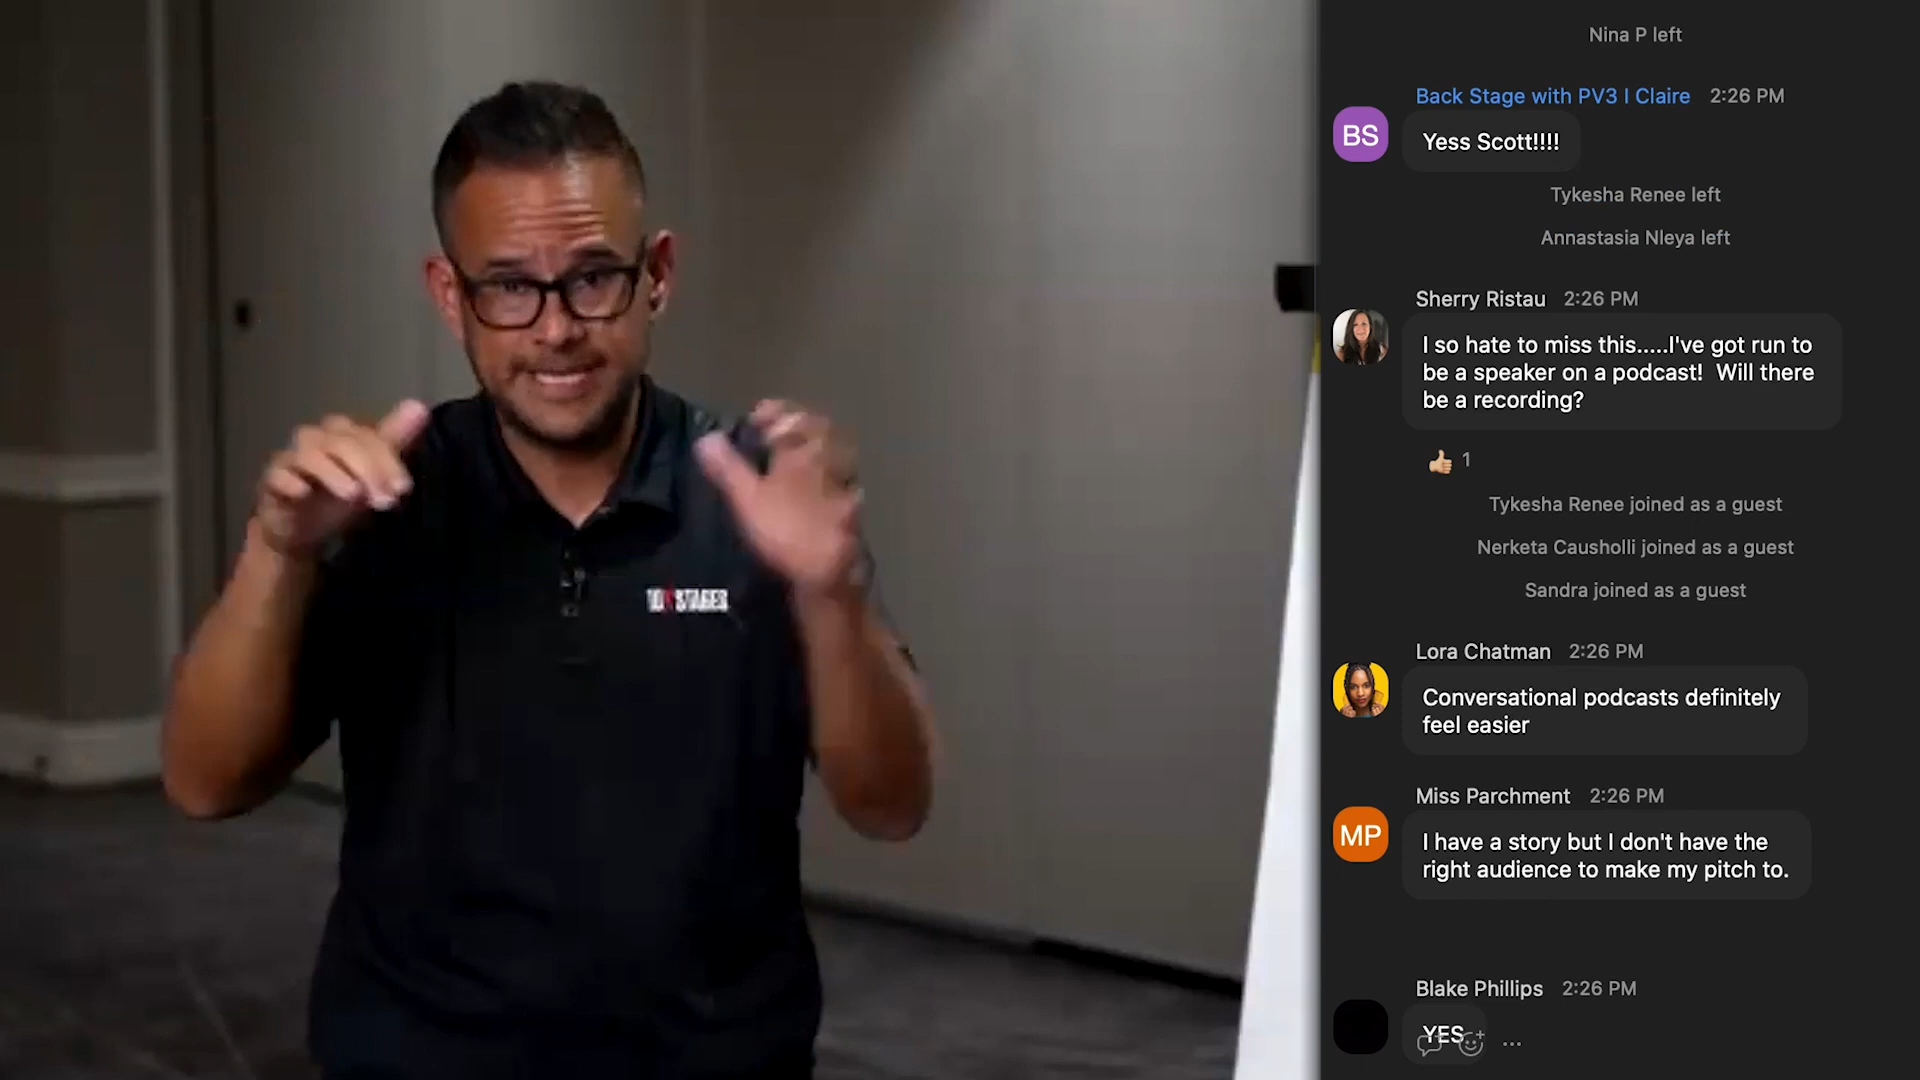 Nina P left
Back Stage with PV3 I Claire 2:26 PM
BS
Yess Scott!!!!
Tykesha Renee left
Annastasia Nleya left
Sherry Ristau 2:26 PM
I so hate to miss this.....I've got run to
be a speaker on a podcast! Will there
be a recording?
1
Tykesha Renee joined as a guest
Nerketa Causholli joined as a guest
Sandra joined as a guest
Lora Chatman 2:26 PM
Conversational podcasts definitely
feel easier
Miss Parchment 2:26 PM
MP
I have a story but I don't have the
right audience to make my pitch to.
Blake Phillips 2:26 PM
YES
10X STAGES